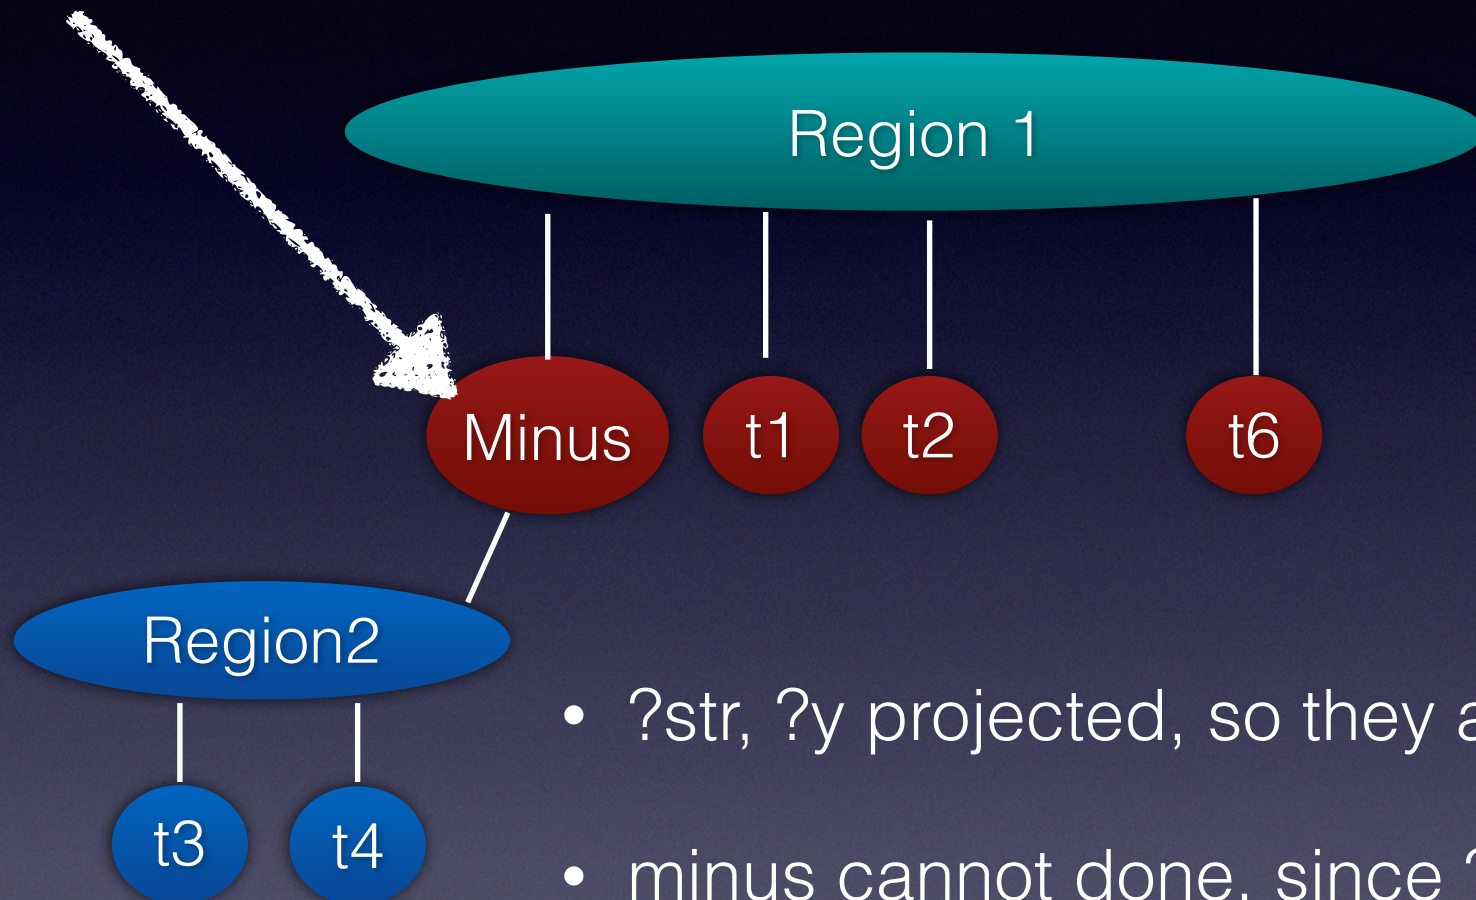 Region 1
Minus
t1
t2
t6
Region2
• ?str, ?y projected, so they
t3
t4
• minus cannot done, since